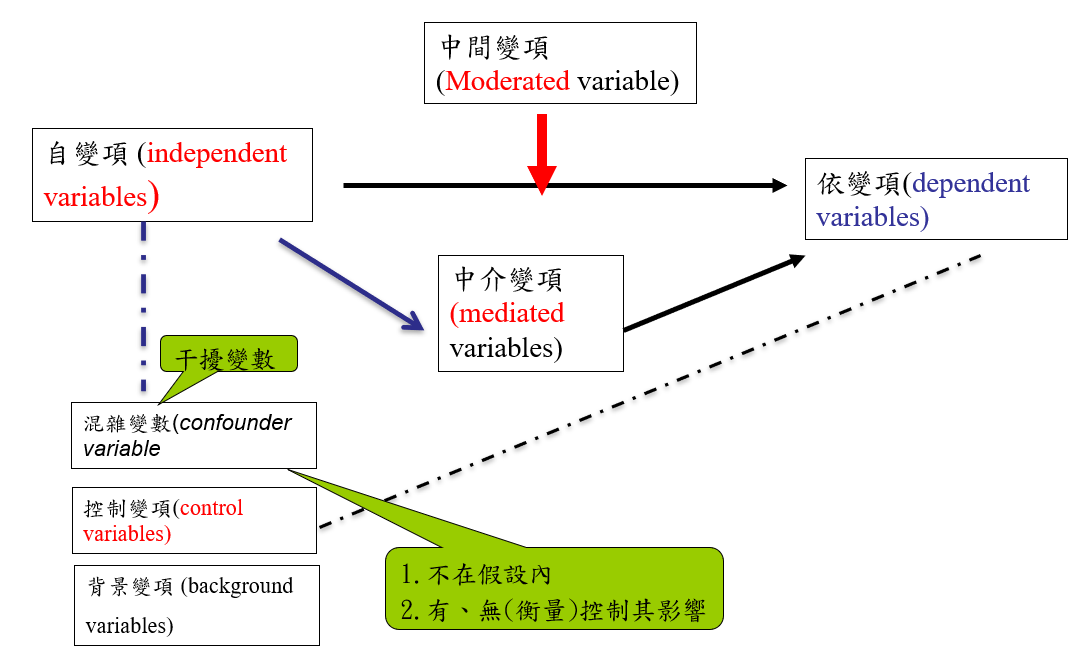 中間變項
(Moderated variable)
自變項 (independent
variables)
依變項(dependent
variables)
中介變項
(mediated
variables)
干擾變數
混雜變數(confounder
variable
控制變項(control
variables)
背景變項 (background
variables)
1. 不在假設內
2. 有、無(衡量)控制其影響